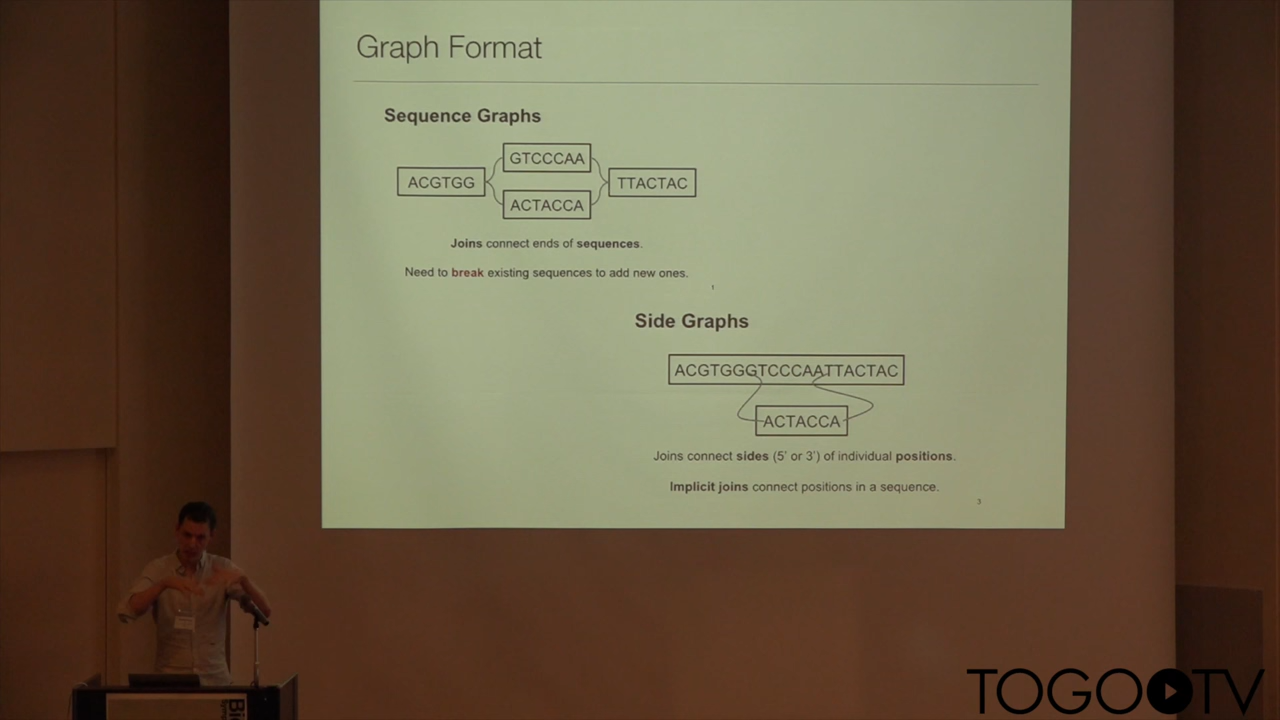 Graph Format
Sequence Graphs
GTCCCAA
ACGTGG
TTACTAC
ACTACCA
Joins connect ends of sequences.
Need to break existing sequences to add new ones.
Side Graphs
ACGTGGGTCCCAATTACTAC
ACTACCA
Joins connect sides (5' or 3') of individual positions.
Implicit joins connect positions in a sequence.
3
TOGO TV